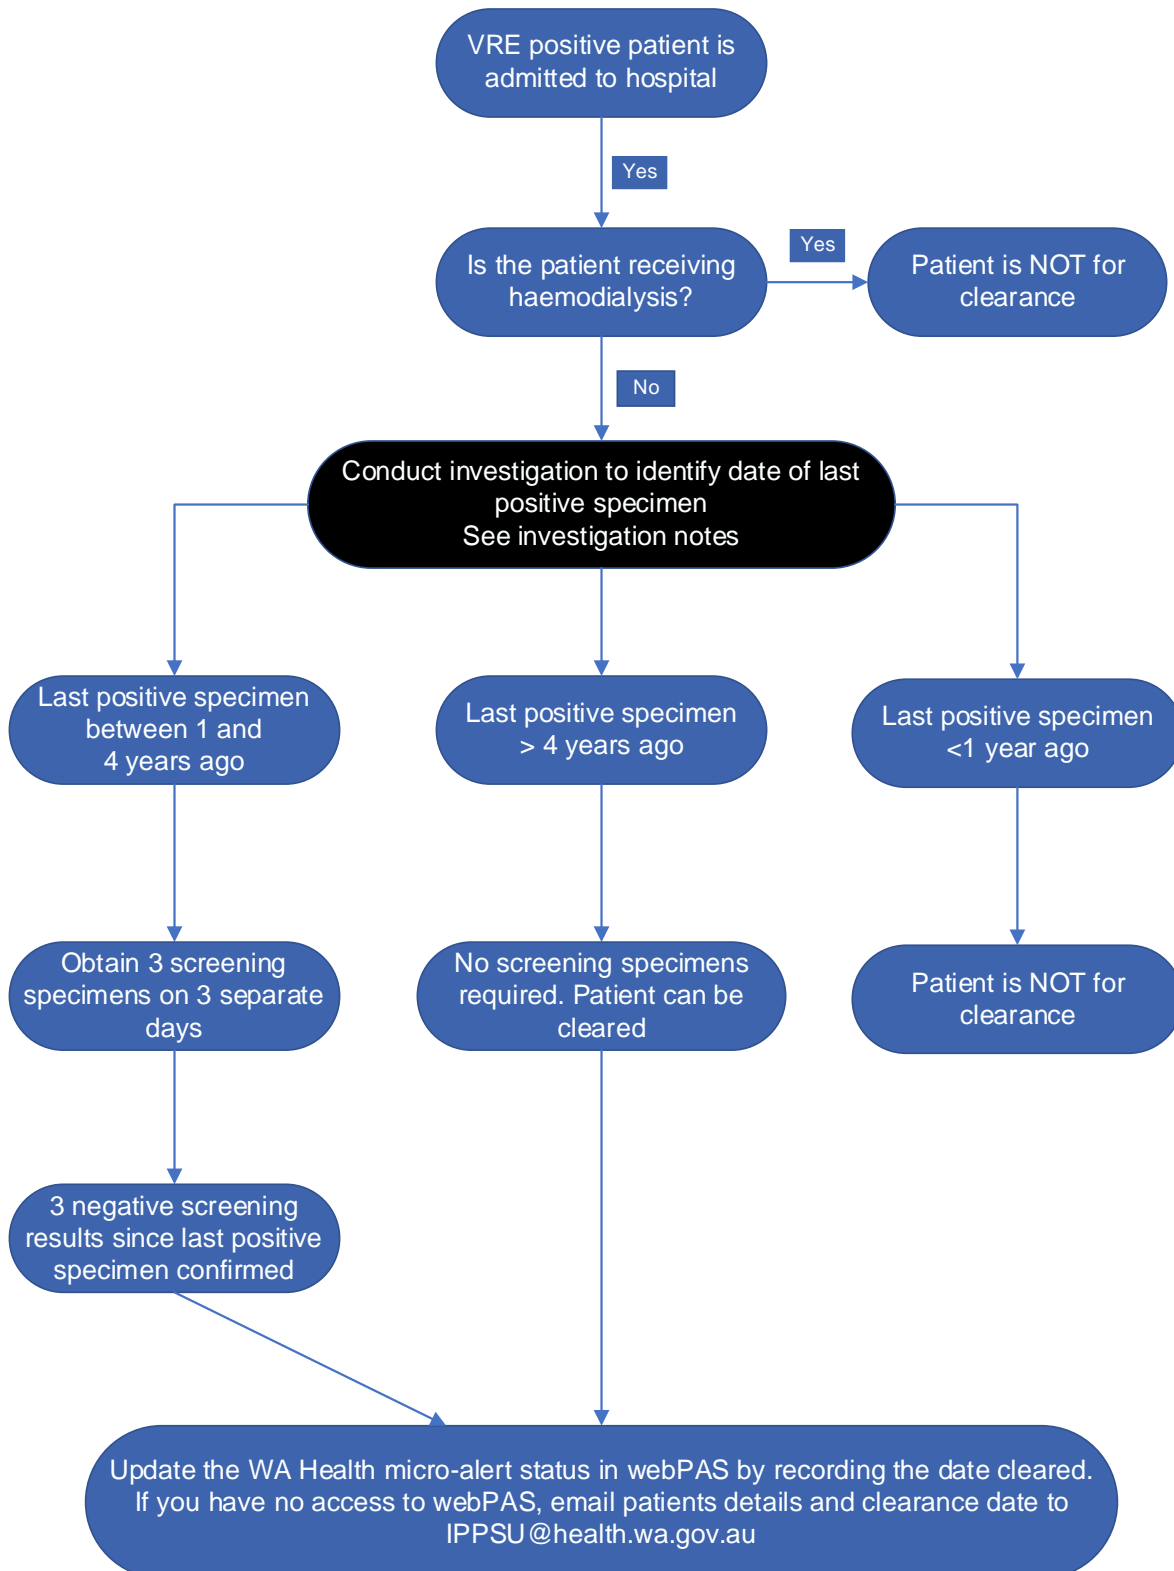 VRE positive patient is
admitted to hospital
Yes
Is the patient receiving
haemodialysis?
Yes
Patient is NOT for
clearance
No
Conduct investigation to identify date of last
positive specimen
See investigation notes
Last positive specimen
between 1 and
4 years ago
Last positive specimen
> 4 years ago
Last positive specimen
<1 year ago
Obtain 3 screening
specimens on 3 separate
days
No screening specimens
required. Patient can be
cleared
Patient is NOT for
clearance
3 negative screening
results since last positive
specimen confirmed
Update the WA Health micro-alert status in webPAS by recording the date cleared.
If you have no access to webPAS, email patients details and clearance date to
IPPSU@health.wa.gov.au